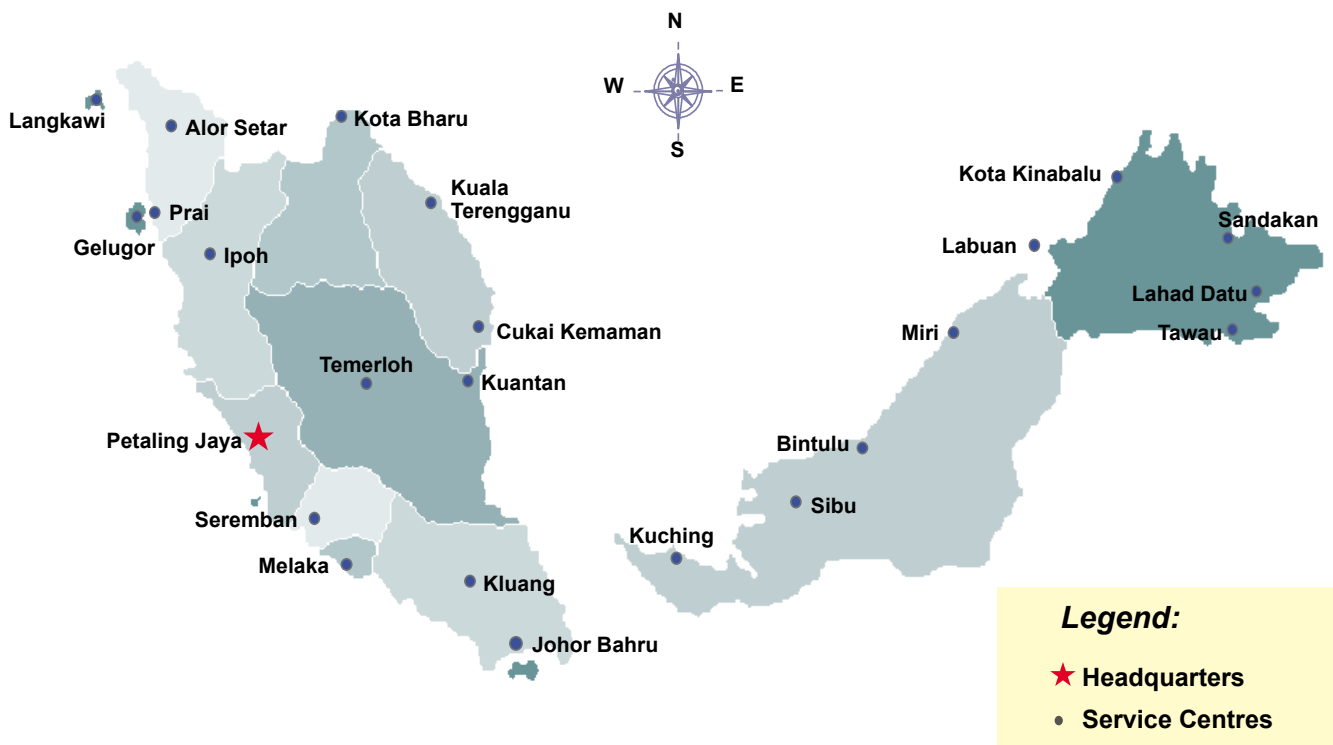 N
W
E
S
Langkawi
Alor Setar
Kota Bharu
Kuala
Terengganu
Prai
Gelugor
Ipoh
Cukai Kemaman
Temerloh
Kuantan
Petaling Jaya
Seremban
Melaka
Kluang
Johor Bahru
Kota Kinabalu
Sandakan
Labuan
Lahad Datu
Miri
Tawau
Bintulu
Sibu
Kuching
Legend:
Headquarters
Service Centres